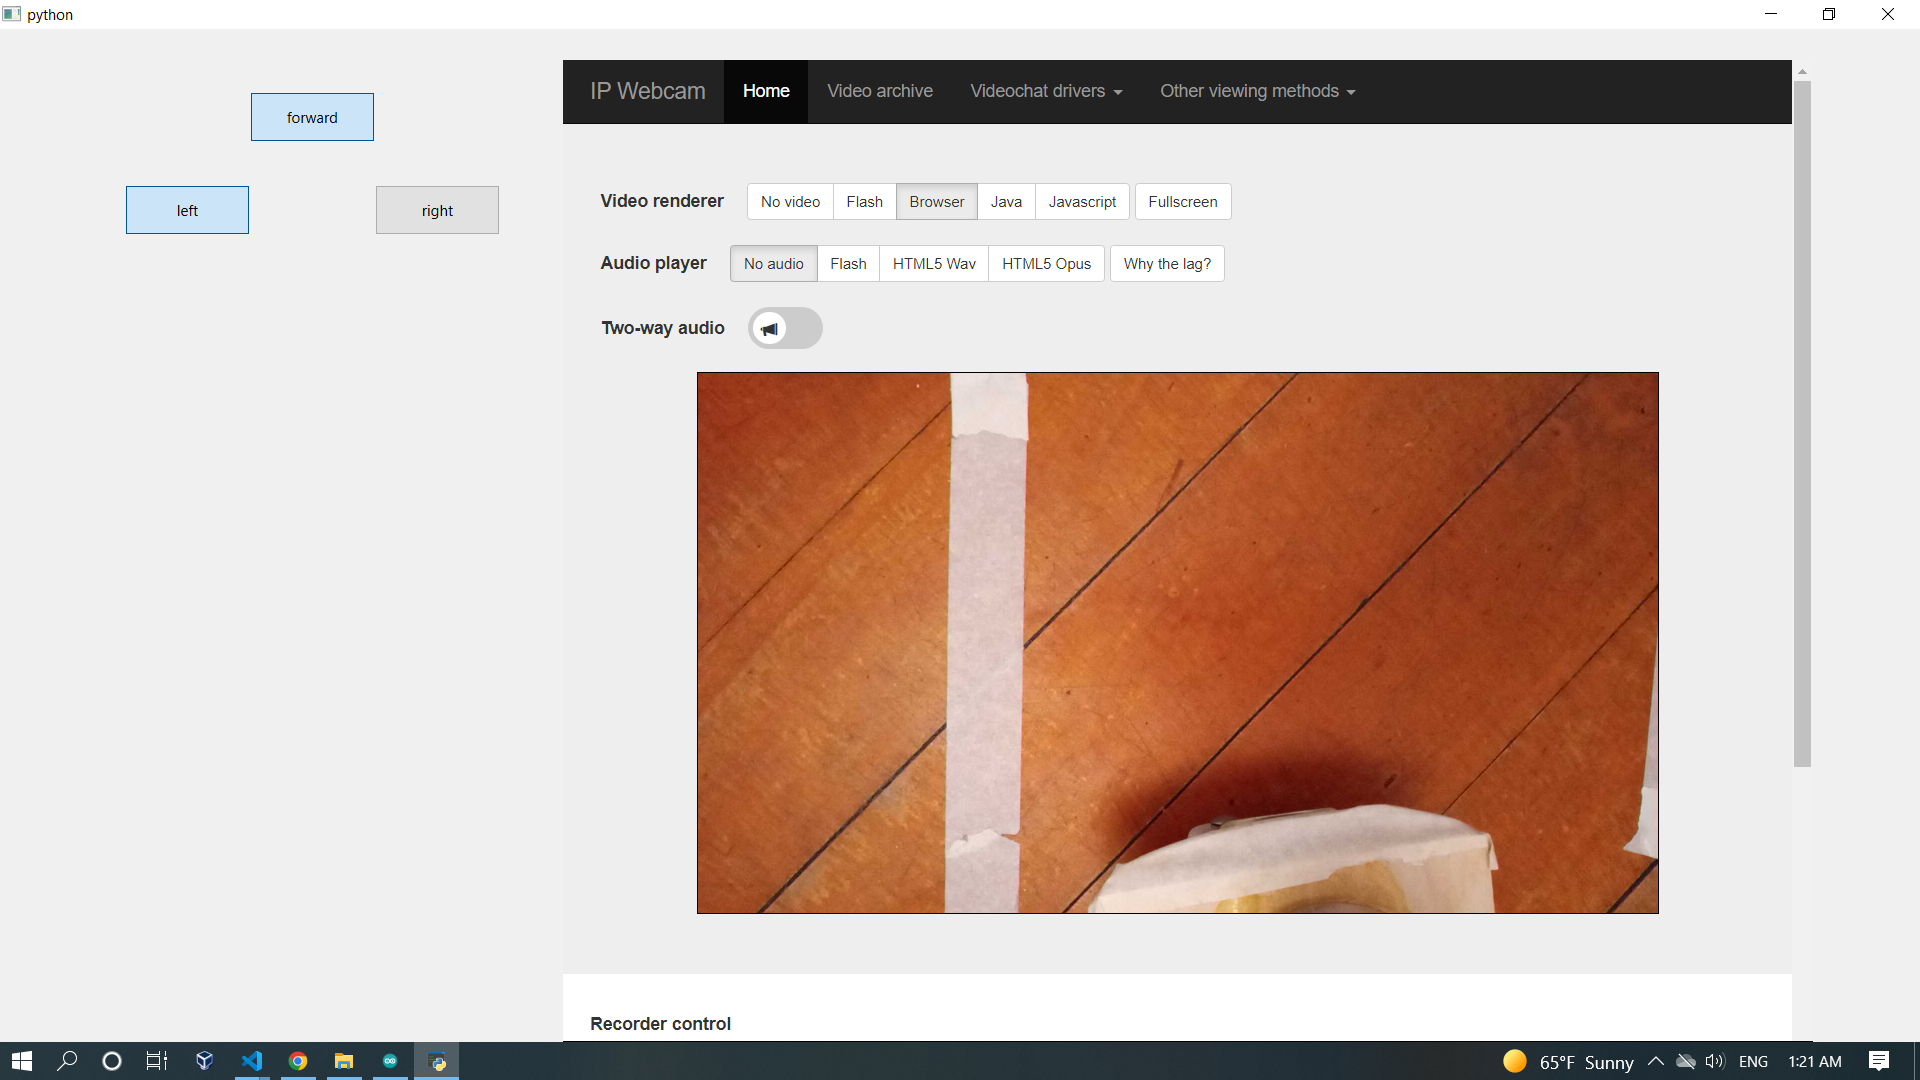 python
forward
left
right
IP Webcam Home Video archive Videochat drivers Other viewing methods
Video renderer No video Flash Browser Java Javascript Fullscreen
Audio player No audio Flash HTML5 Wav HTML5 Opus Why the lag?
Two-way audio
Recorder control
65°F Sunny ENG 1:21 AM